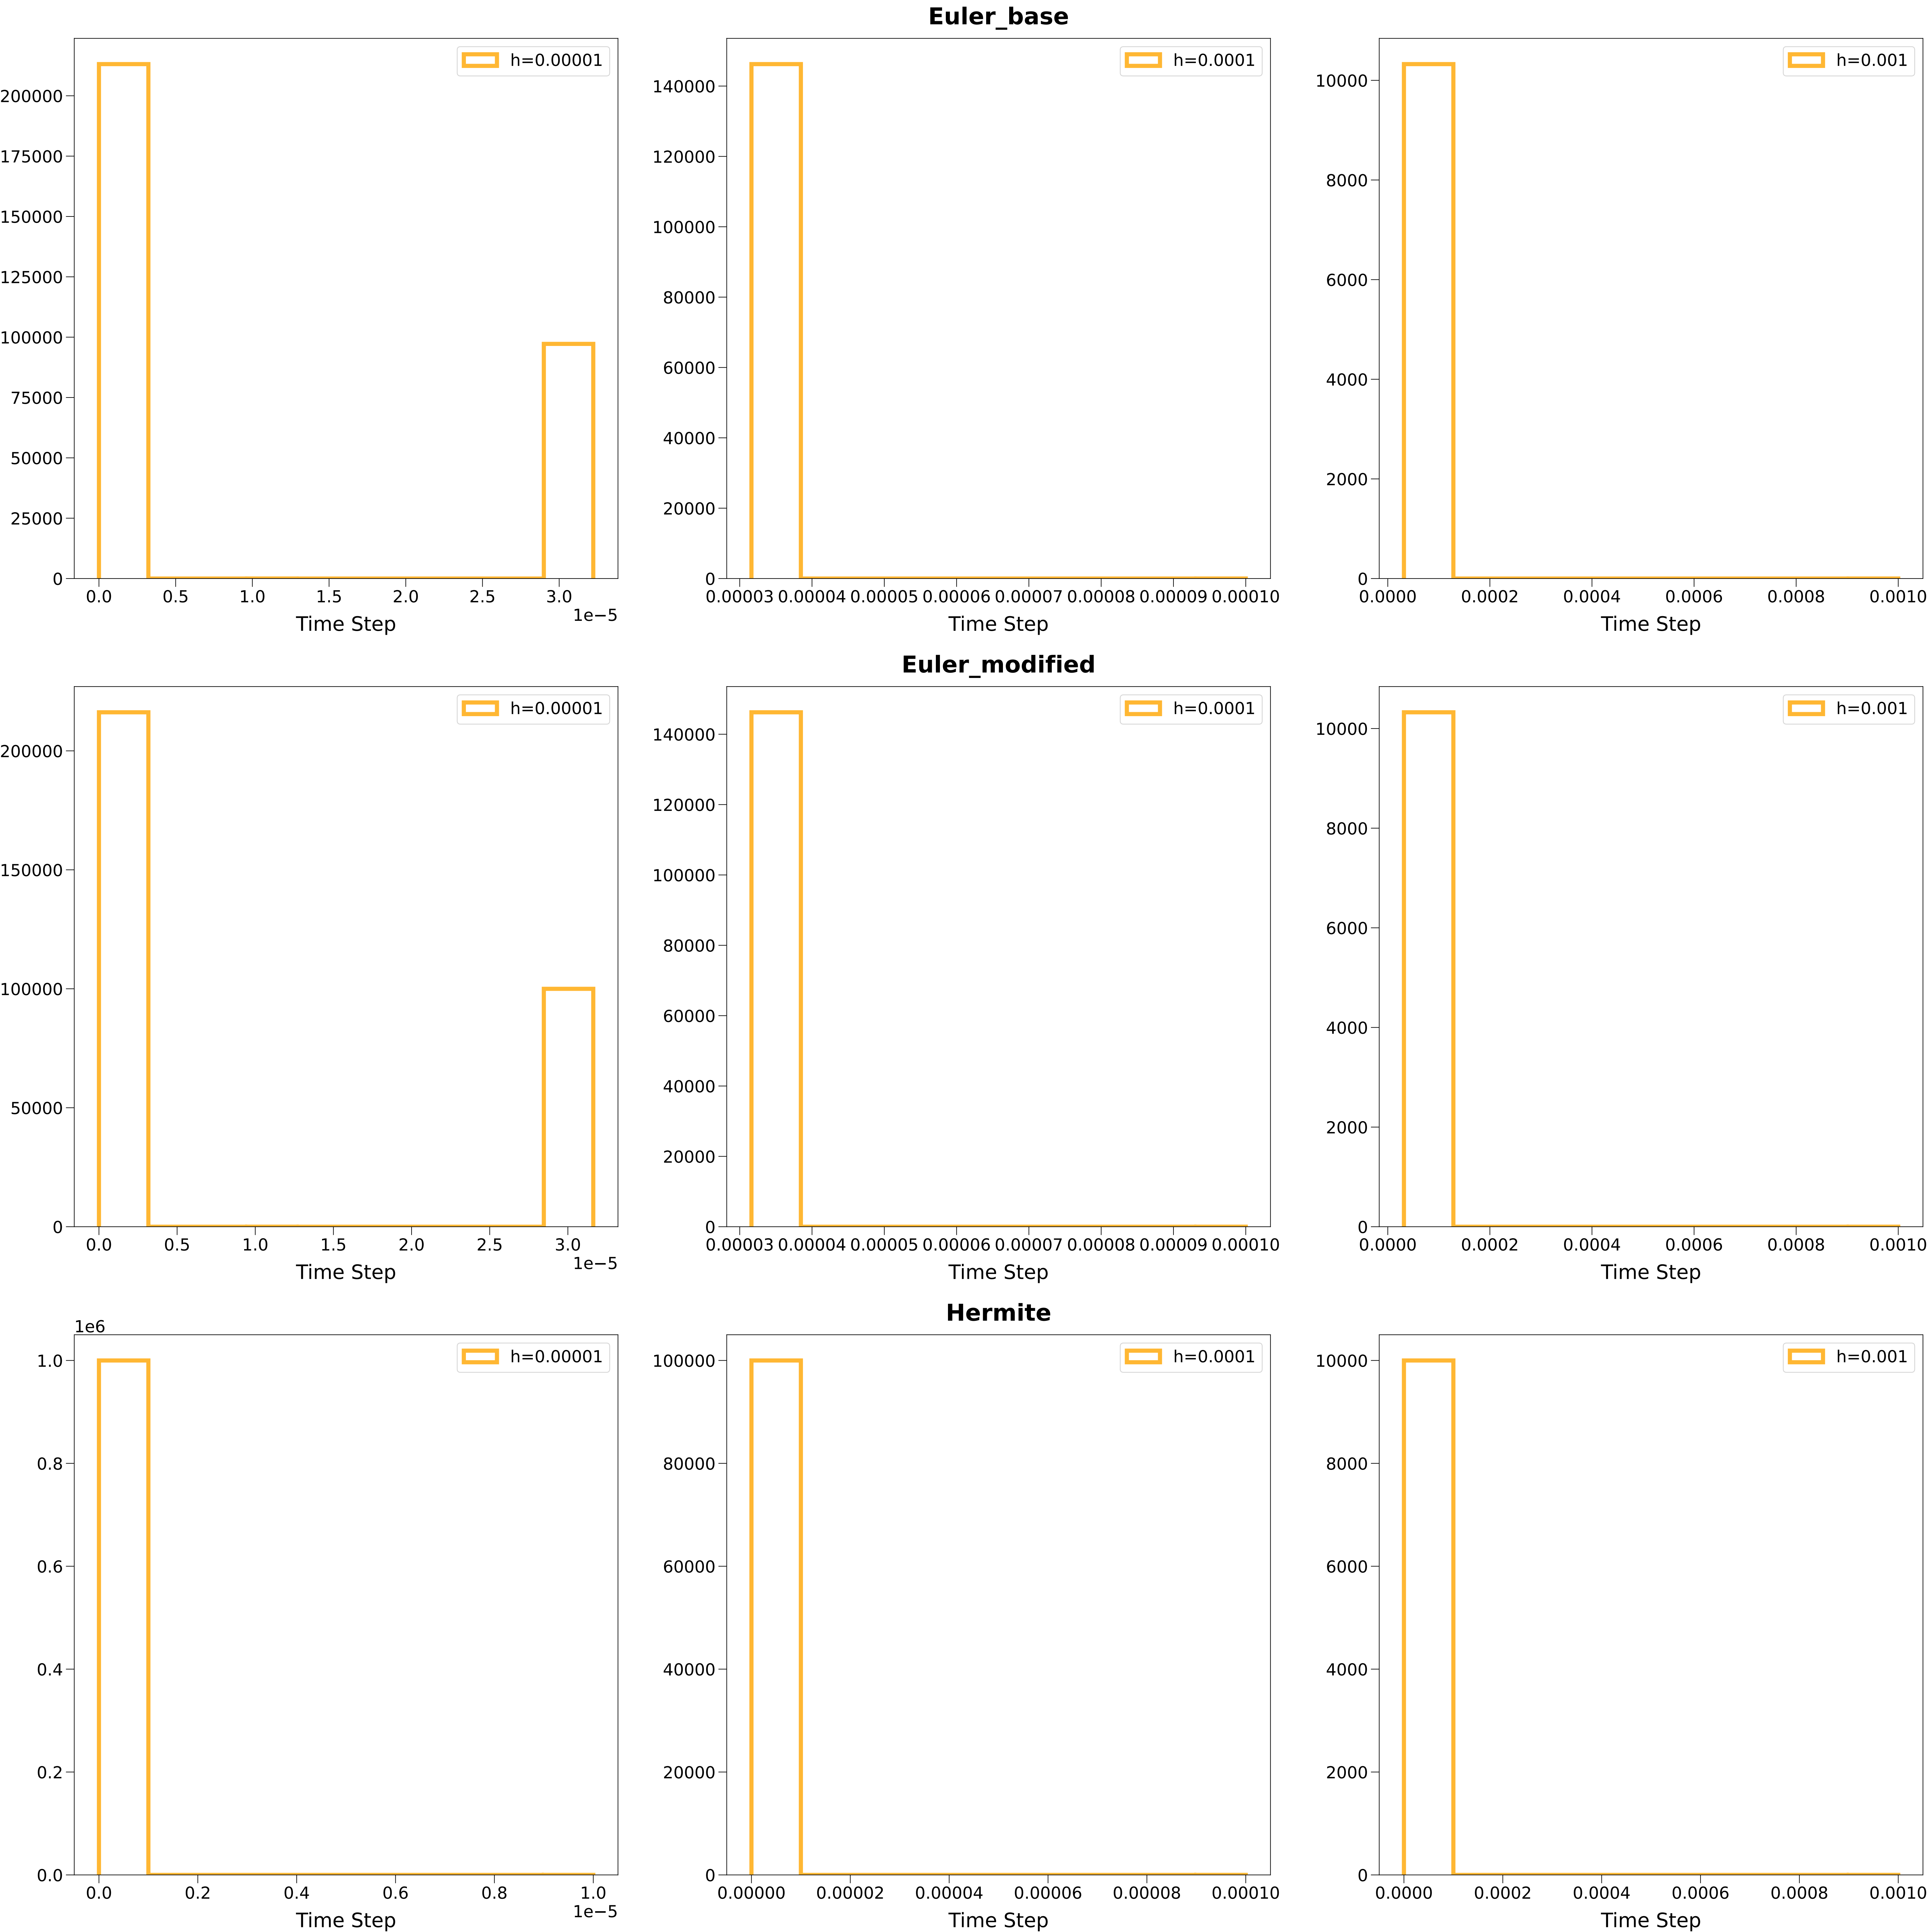 Euler_base
h=0.00001
200000
175000
150000
125000
100000
75000
50000
25000
0
0.0 0.5 1.0 1.5 2.0 2.5 3.0
1e−5
Time Step
h=0.0001
140000
120000
100000
80000
60000
40000
20000
0
0.00003 0.00004 0.00005 0.00006 0.00007 0.00008 0.00009 0.00010
Time Step
h=0.001
10000
8000
6000
4000
2000
0
0.0000 0.0002 0.0004 0.0006 0.0008 0.0010
Time Step
Euler_modified
h=0.00001
200000
150000
100000
50000
0
0.0 0.5 1.0 1.5 2.0 2.5 3.0
1e−5
Time Step
h=0.0001
140000
120000
100000
80000
60000
40000
20000
0
0.00003 0.00004 0.00005 0.00006 0.00007 0.00008 0.00009 0.00010
Time Step
h=0.001
10000
8000
6000
4000
2000
0
0.0000 0.0002 0.0004 0.0006 0.0008 0.0010
Time Step
Hermite
1e6
h=0.00001
1.0
0.8
0.6
0.4
0.2
0.0
0.0 0.2 0.4 0.6 0.8 1.0
1e−5
Time Step
h=0.0001
100000
80000
60000
40000
20000
0
0.00000 0.00002 0.00004 0.00006 0.00008 0.00010
Time Step
h=0.001
10000
8000
6000
4000
2000
0
0.0000 0.0002 0.0004 0.0006 0.0008 0.0010
Time Step